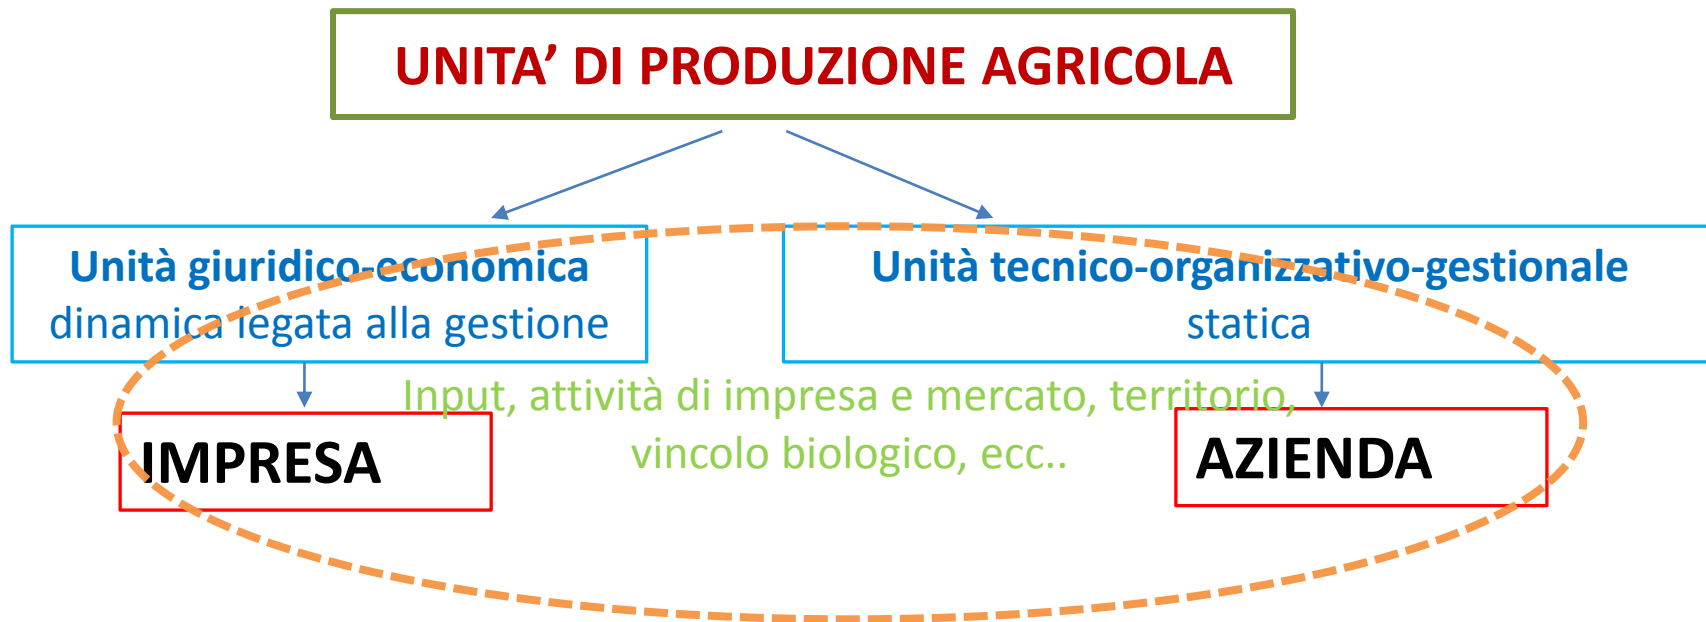 UNITA’ DI PRODUZIONE AGRICOLA
Unità giuridico-economica
dinamica legata alla gestione
Unità tecnico-organizzativo-gestionale
statica
Input, attività di impresa e mercato, territorio,
vincolo biologico, ecc..
IMPRESA
AZIENDA